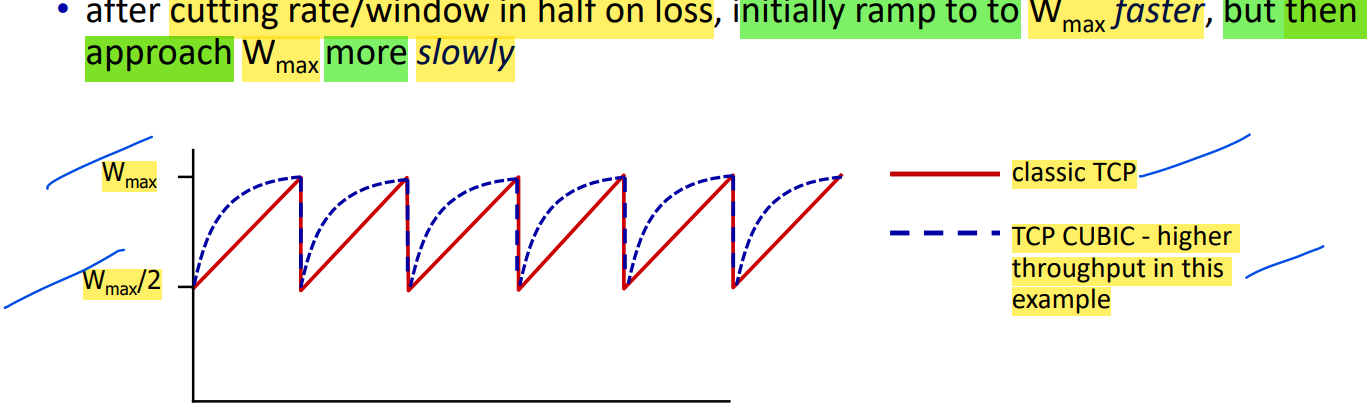 • after cutting rate/window in half on loss, initially ramp to to Wmax faster, but then
approach Wmax more slowly
Wmax
classic TCP
TCP CUBIC - higher
throughput in this
example
Wmax/2